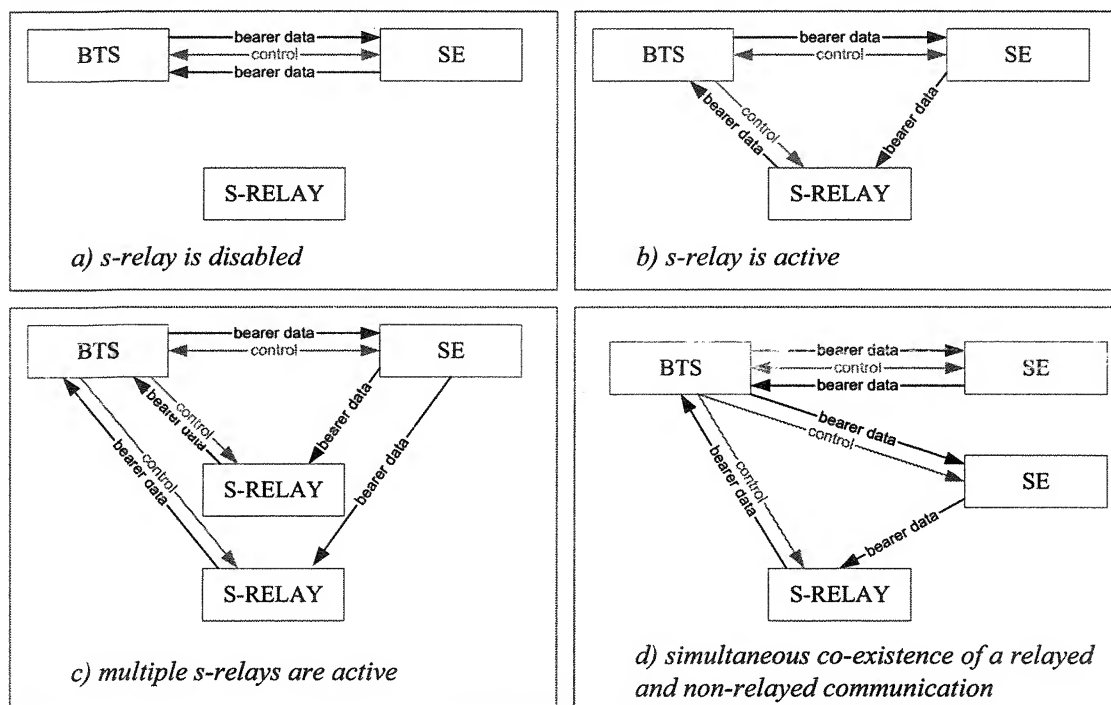 bearer data
BTS
control
SE
bearer data
S-RELAY
a) s-relay is disabled
bearer data
BTS
control
SE
control
bearer data
bearer data
S-RELAY
b) s-relay is active
bearer data
BTS
control
SE
control
bearer data
bearer data
control
bearer data
bearer data
S-RELAY
S-RELAY
c) multiple s-relays are active
bearer data
BTS
control
SE
bearer data
bearer data
control
control
bearer data
SE
bearer data
S-RELAY
d) simultaneous co-existence of a relayed
and non-relayed communication